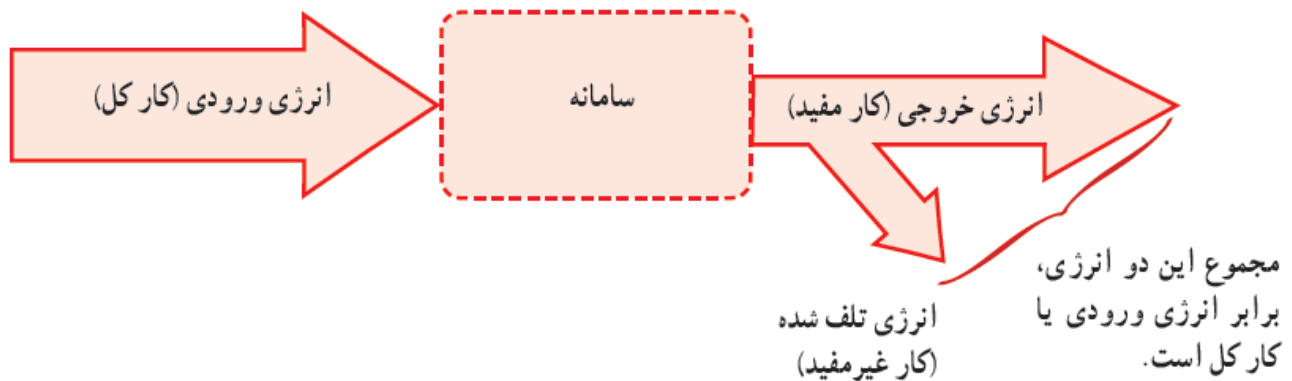 انرژی ورودی (کار کل)
سامانه
انرژی خروجی (کار مفید)
انرژی تلف شده
(کار غیرمفید)
مجموع این دو انرژی،
برابر انرژی ورودی یا
کار کل است.